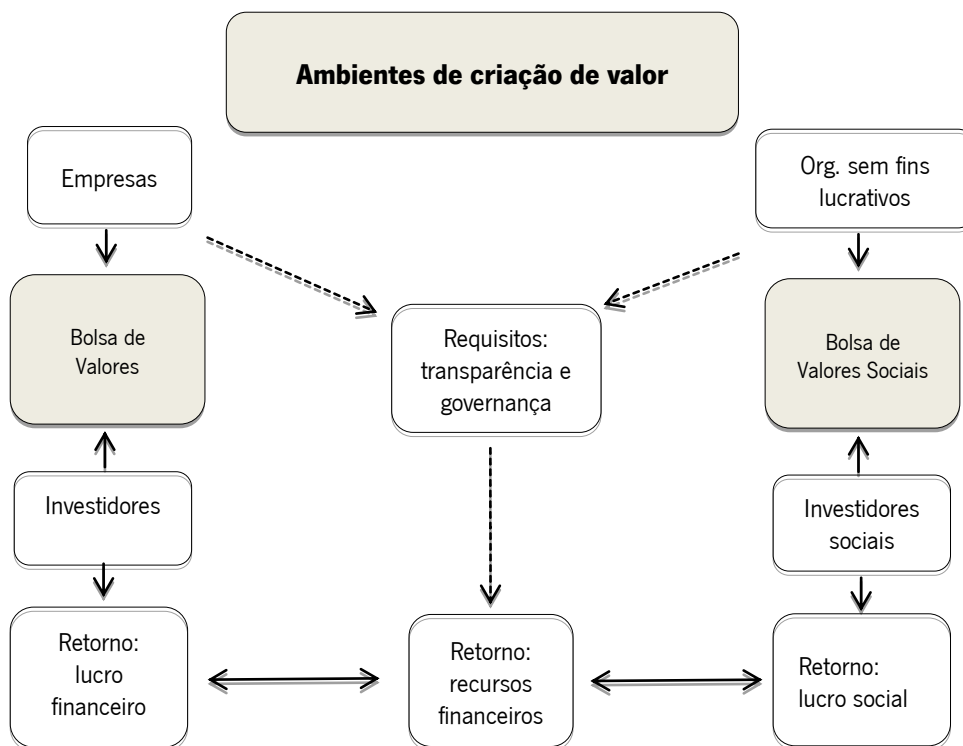 Ambientes de criação de valor
Empresas
Org. sem fins
lucrativos
Bolsa de
Valores
Requisitos:
transparência e
governança
Bolsa de
Valores Sociais
Investidores
Investidores
sociais
Retorno:
lucro
financeiro
Retorno:
recursos
financeiros
Retorno:
lucro social